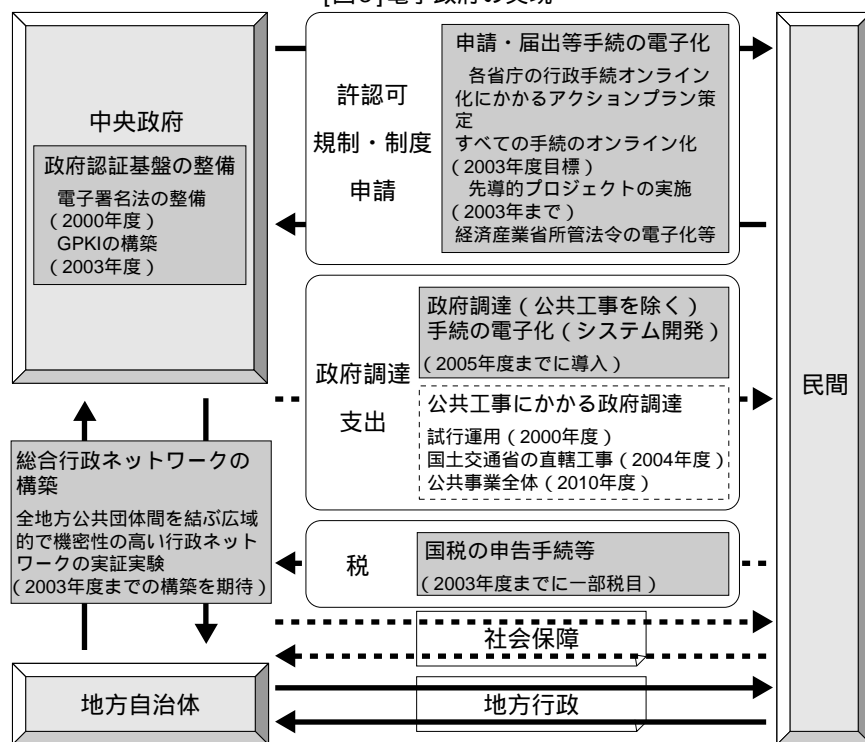 中央政府
政府認証基盤の整備
電子署名法の整備
(2000年度)
GPKIの構築
(2003年度)
許認可
規制・制度
申請
申請・届出等手続の電子化
各省庁の行政手続オンライン
化にかかるアクションプラン策
定
すべての手続のオンライン化
(2003年度目標)
先導的プロジェクトの実施
(2003年まで)
経済産業省所管法令の電子化等
政府調達
支出
政府調達(公共工事を除く)
手続の電子化(システム開発)
(2005年度までに導入)
公共工事にかかる政府調達
試行運用(2000年度)
国土交通省の直轄工事(2004年度)
公共事業全体(2010年度)
民間
総合行政ネットワークの
構築
全地方公共団体間を結ぶ広域
的で機密性の高い行政ネット
ワークの実証実験
(2003年度までの構築を期待)
税
国税の申告手続等
(2003年度までに一部税目)
社会保障
地方自治体
地方行政